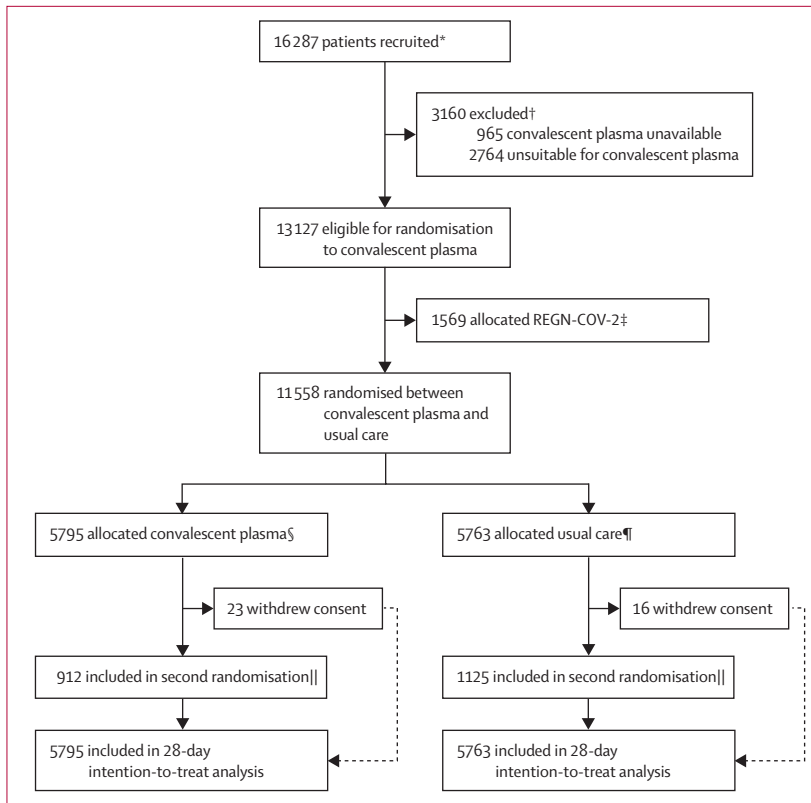 16 287 patients recruited*
3160 excluded†
965 convalescent plasma unavailable
2764 unsuitable for convalescent plasma
13 127 eligible for randomisation
to convalescent plasma
1569 allocated REGN-COV-2‡
11 558 randomised between
convalescent plasma and
usual care
5795 allocated convalescent plasma§
5763 allocated usual care¶
23 withdrew consent
16 withdrew consent
912 included in second randomisation||
1125 included in second randomisation||
5795 included in 28-day
intention-to-treat analysis
5763 included in 28-day
intention-to-treat analysis